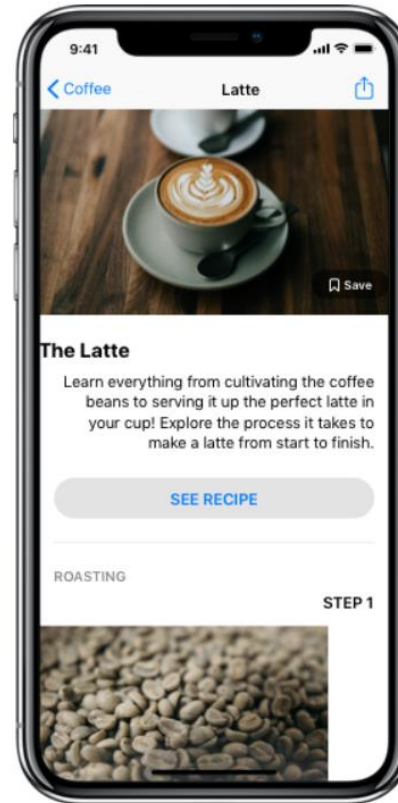 9:41
Coffee
Latte
Save
The Latte
Learn everything from cultivating the coffee
beans to serving it up the perfect latte in
your cup! Explore the process it takes to
make a latte from start to finish.
SEE RECIPE
ROASTING
STEP 1